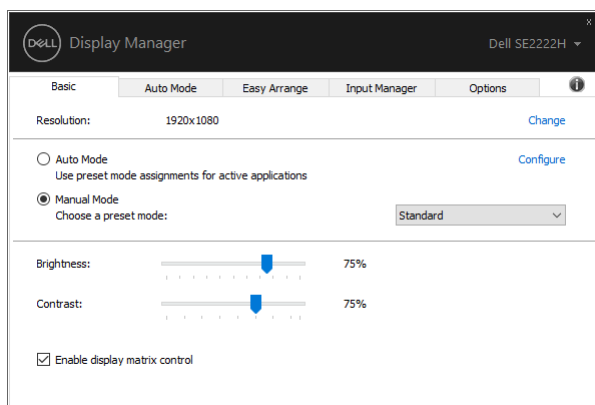 DELL Display Manager
x
Dell SE2222H
Basic Auto Mode Easy Arrange Input Manager Options i
Resolution: 1920x1080 Change
Auto Mode Configure
Use preset mode assignments for active applications
Manual Mode
Choose a preset mode: Standard
Brightness: 75%
Contrast: 75%
Enable display matrix control